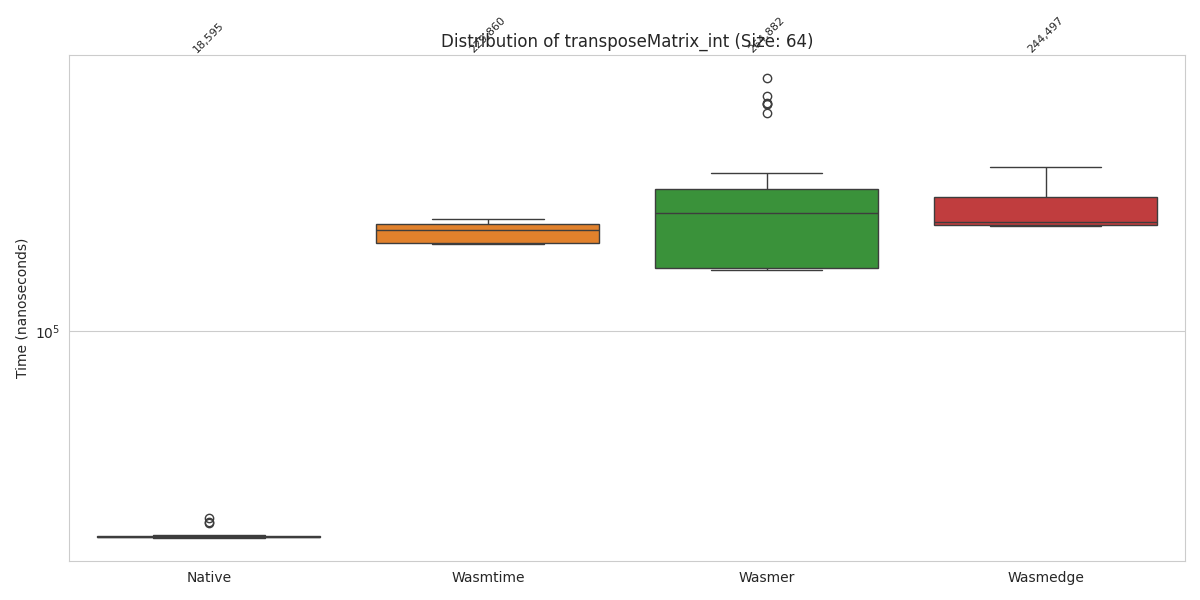 18,595
244,497
Distribution of transposeMatrix_int (Size: 64)
Time (nanoseconds)
10⁵
Native
Wasmtime
Wasmer
Wasmedge